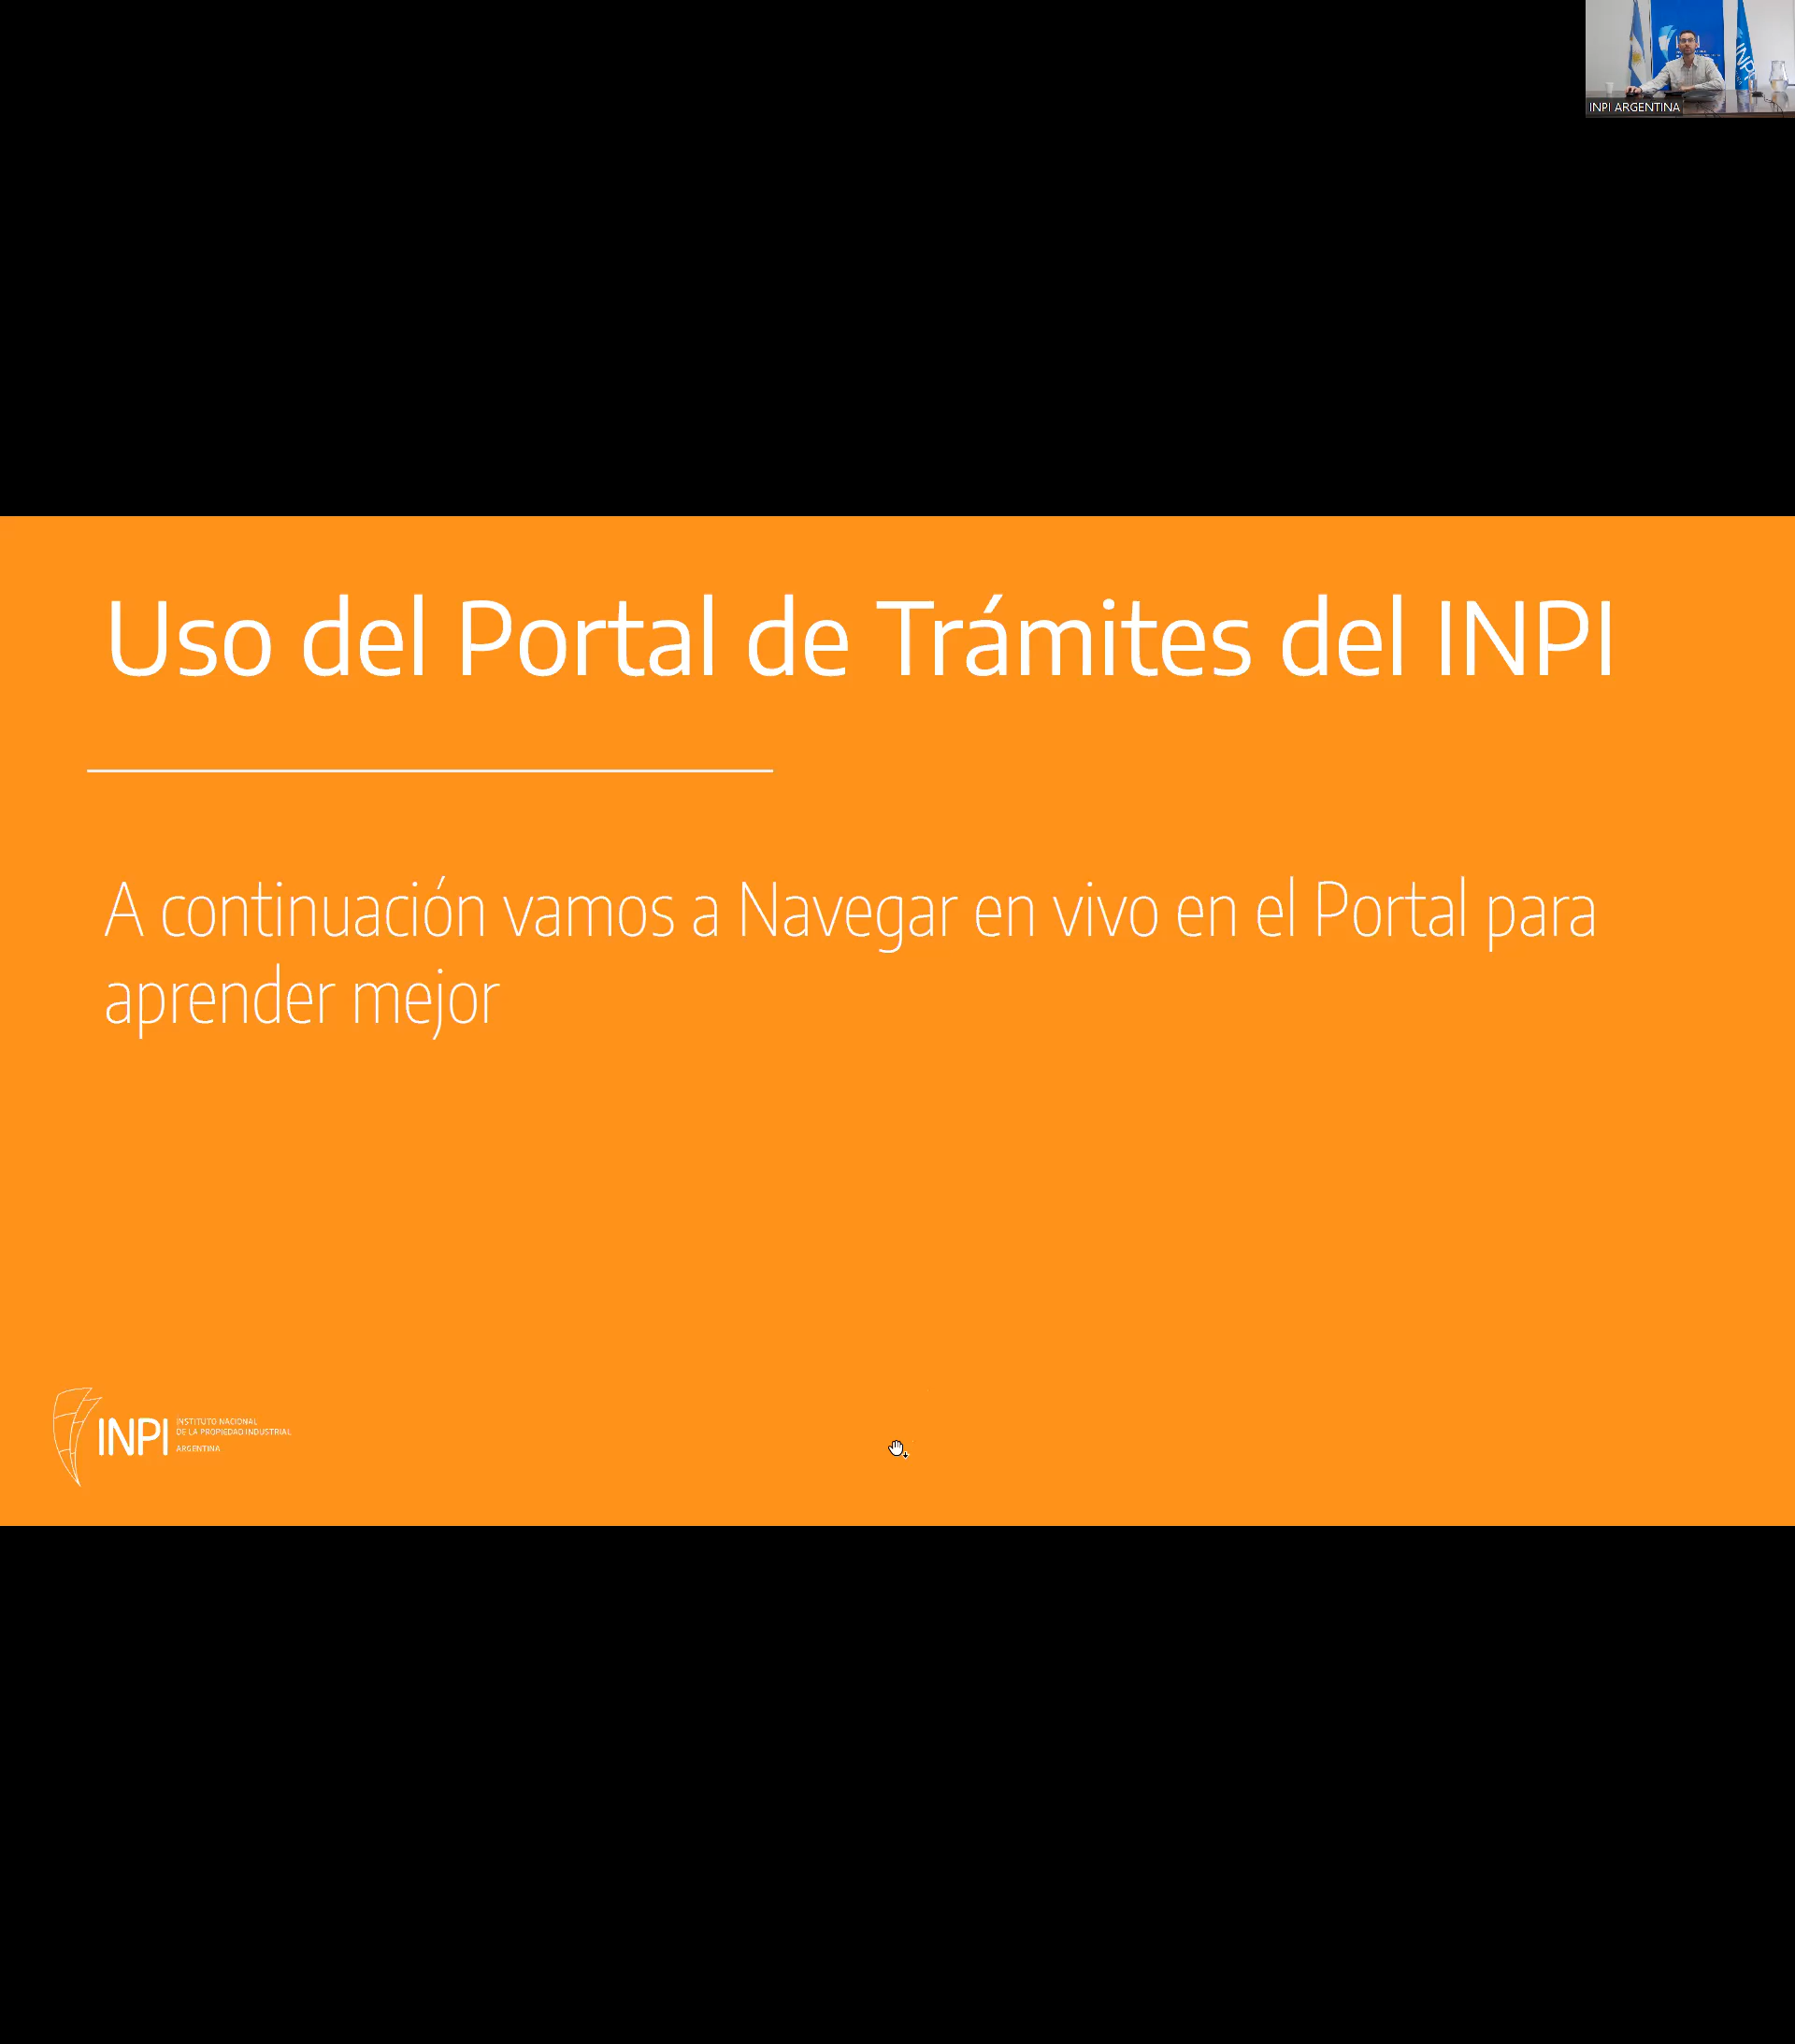 INPI
INPI ARGENTINA
Uso del Portal de Trámites del INPI
A continuación vamos a Navegar en vivo en el Portal para
aprender mejor
INPI
INSTITUTO NACIONAL
DE LA PROPIEDAD INDUSTRIAL
ARGENTINA